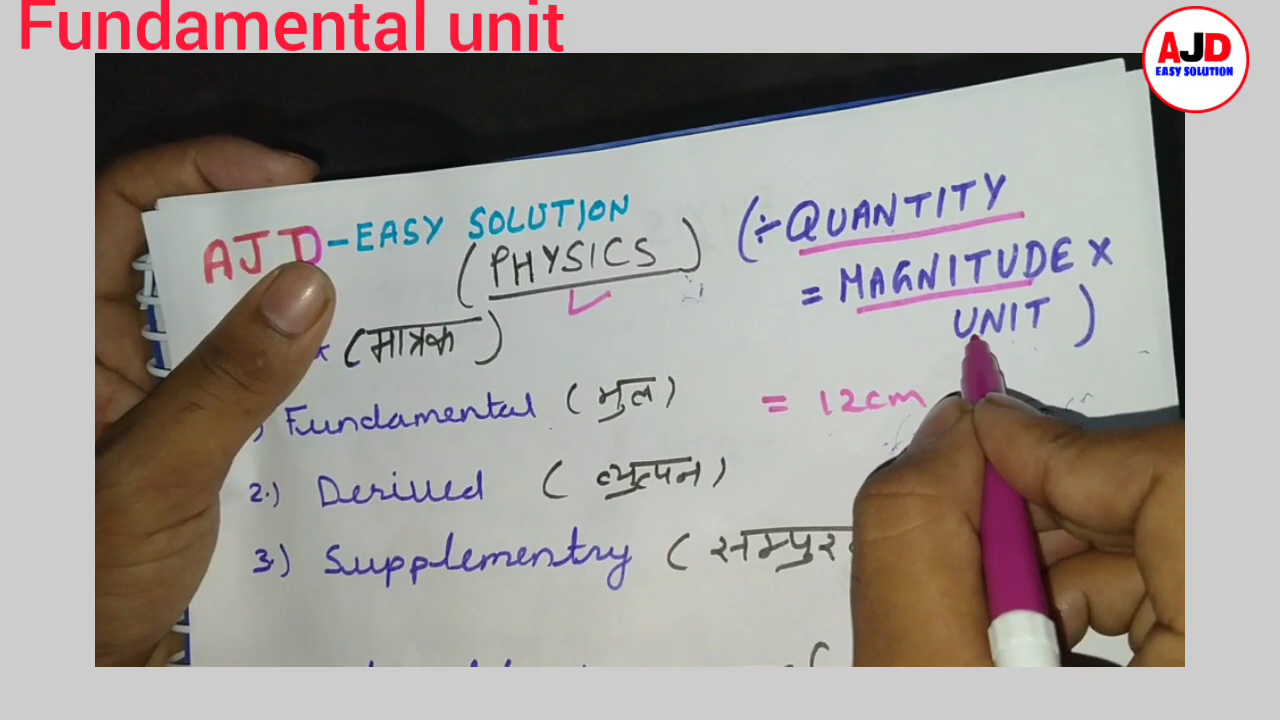 Fundamental unit
AJD
EASY SOLUTION
AJD-EASY SOLUTION
(PHYSICS)
(÷ QUANTITY
= MAGNITUDE X
UNIT )
(मात्रक)
Fundamental (मुल)
= 12cm
2.) Derived (व्युत्पन)
3) Supplementry (सम्पुर